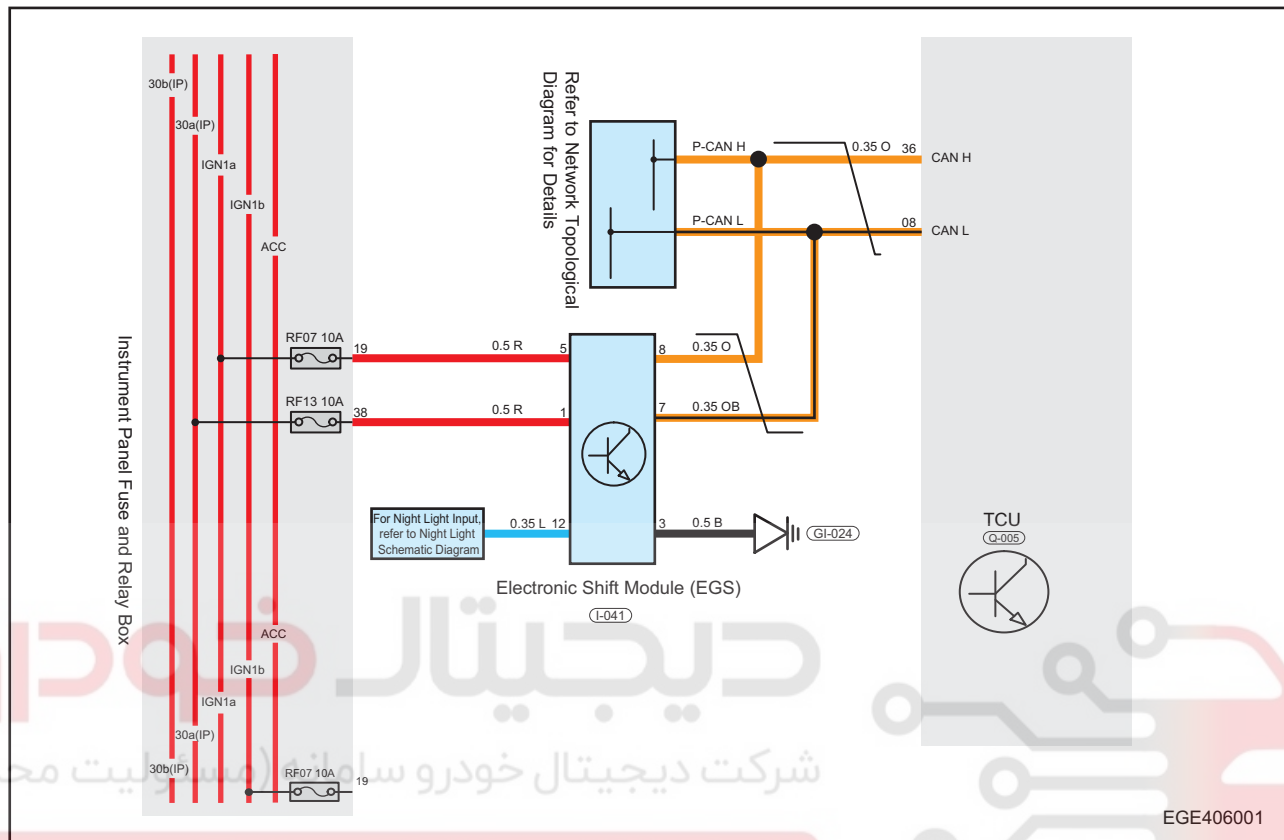 30b(IP)
30a(IP)
IGN1a
IGN1b
ACC
Instrument Panel Fuse and Relay Box
RF07 10A
19
RF13 10A
38
0.5 R
5
0.5 R
1
Refer to Network Topological
Diagram for Details
P-CAN H
0.35 O
36
CAN H
P-CAN L
08
CAN L
8
0.35 O
7
0.35 OB
For Night Light Input,
refer to Night Light
Schematic Diagram
0.35 L
12
3
0.5 B
GI-024
Electronic Shift Module (EGS)
I-041
TCU
Q-005
ACC
IGN1b
IGN1a
30a(IP)
30b(IP)
RF07 10A
19
دیجیتال خودر
شرکت دیجیتال خودرو سامانه (مسئولیت
EGE406001